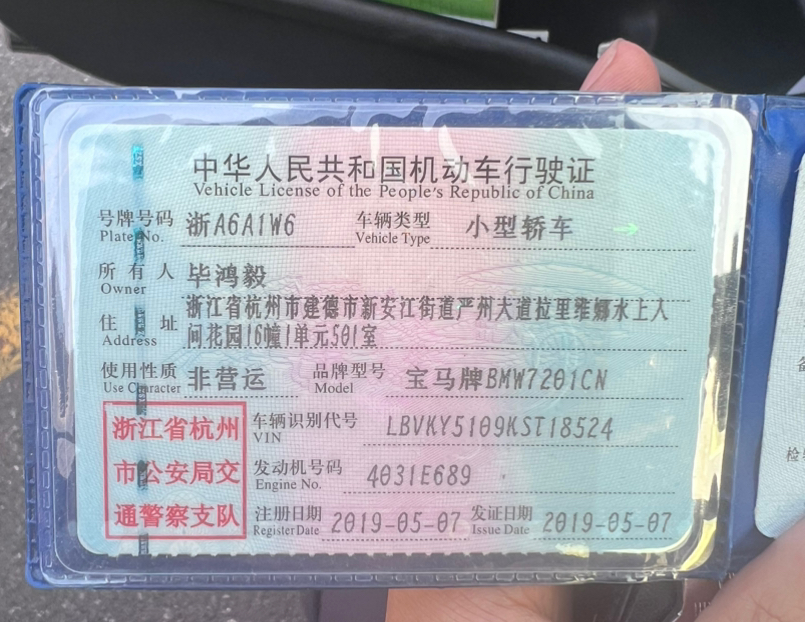 中华人民共和国机动车行驶证
Vehicle License of the People's Republic of China
号牌号码 浙A6A1W6 车辆类型 小型轿车
Plate No. Vehicle Type
所有人 毕鸿毅
Owner
浙江省杭州市建德市新安江街道严州大道拉里维娜水上人
住址 间花园16幢1单元501室
Address
使用性质 非营运 品牌型号 宝马牌BMW7201CN
Use Character Model
浙江省杭州 车辆识别代号 LBVKY5109KST18524
VIN
市公安局交 发动机号码 4031E689
Engine No.
通警察支队 注册日期 2019-05-07 发证日期 2019-05-07
Register Date Issue Date